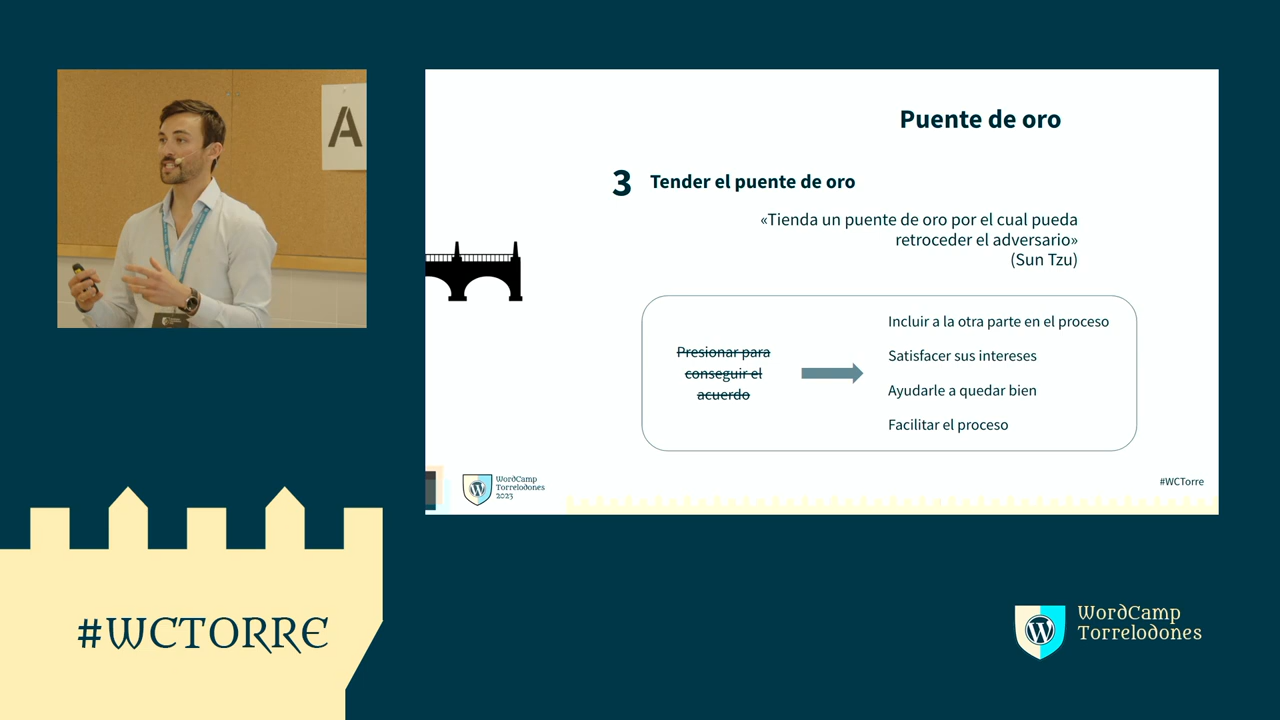 A
Puente de oro
3 Tender el puente de oro
«Tienda un puente de oro por el cual pueda
retroceder el adversario»
(Sun Tzu)
Presionar para
conseguir el
acuerdo
Incluir a la otra parte en el proceso
Satisfacer sus intereses
Ayudarle a quedar bien
Facilitar el proceso
WordCamp
Torrelodones
2023
#WCTorre
#WCTORRE
WordCamp
Torrelodones